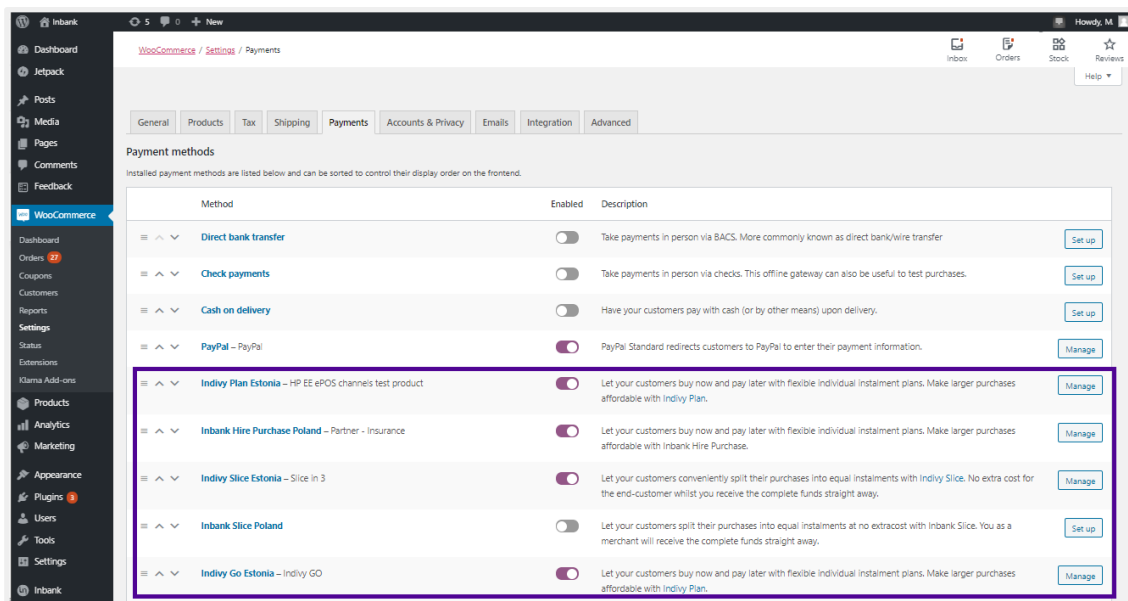 Inbank 5 0 + New Howdy, M
Dashboard
Jetpack
Posts
Media
Pages
Comments
Feedback
WooCommerce
Dashboard
Orders 27
Coupons
Customers
Reports
Settings
Status
Extensions
Klarna Add-ons
Products
Analytics
Marketing
Appearance
Plugins 3
Users
Tools
Settings
Inbank
WooCommerce / Settings / Payments
Inbox Orders Stock Reviews
Help ▼
General Products Tax Shipping Payments Accounts & Privacy Emails Integration Advanced
Payment methods
Installed payment methods are listed below and can be sorted to control their display order on the frontend.
Method Enabled Description
Direct bank transfer Take payments in person via BACS. More commonly known as direct bank/wire transfer Set up
Check payments Take payments in person via checks. This offline gateway can also be useful to test purchases. Set up
Cash on delivery Have your customers pay with cash (or by other means) upon delivery. Set up
PayPal – PayPal PayPal Standard redirects customers to PayPal to enter their payment information. Manage
Indivy Plan Estonia – HP EE ePOS channels test product Let your customers buy now and pay later with flexible individual instalment plans. Make larger purchases Manage
affordable with Indivy Plan.
Inbank Hire Purchase Poland – Partner - Insurance Let your customers buy now and pay later with flexible individual instalment plans. Make larger purchases Manage
affordable with Inbank Hire Purchase.
Indivy Slice Estonia – Slice in 3 Let your customers conveniently split their purchases into equal instalments with Indivy Slice. No extra cost for Manage
the end-customer whilst you receive the complete funds straight away.
Inbank Slice Poland Let your customers split their purchases into equal instalments at no extracost with Inbank Slice. You as a Set up
merchant will receive the complete funds straight away.
Indivy Go Estonia – Indivy GO Let your customers buy now and pay later with flexible individual instalment plans. Make larger purchases Manage
affordable with Indivy Plan.